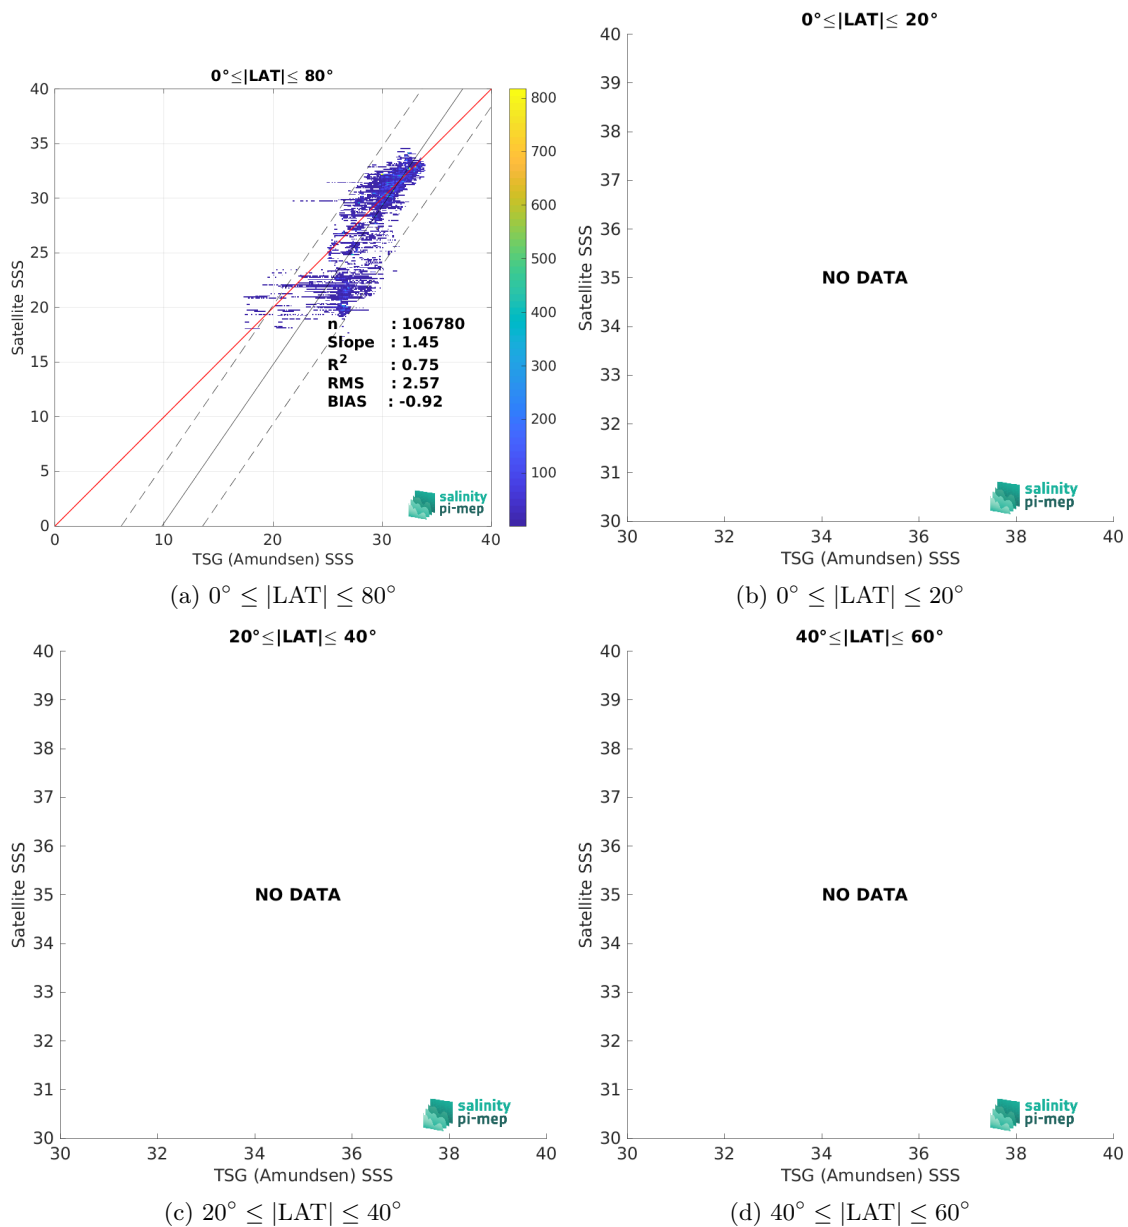 0°≤|LAT|≤ 80°
40
35
30
25
20
15
10
5
0
Satellite SSS
0
10
20
30
40
TSG (Amundsen) SSS
800
700
600
500
400
300
200
100
n : 106780
Slope : 1.45
R² : 0.75
RMS : 2.57
BIAS : -0.92
salinity
pi-mep
(a) 0° ≤ |LAT| ≤ 80°
0°≤|LAT|≤ 20°
40
39
38
37
36
35
34
33
32
31
30
Satellite SSS
NO DATA
30
32
34
36
38
40
TSG (Amundsen) SSS
salinity
pi-mep
(b) 0° ≤ |LAT| ≤ 20°
20°≤|LAT|≤ 40°
40
39
38
37
36
35
34
33
32
31
30
Satellite SSS
NO DATA
30
32
34
36
38
40
TSG (Amundsen) SSS
salinity
pi-mep
(c) 20° ≤ |LAT| ≤ 40°
40°≤|LAT|≤ 60°
40
39
38
37
36
35
34
33
32
31
30
Satellite SSS
NO DATA
30
32
34
36
38
40
TSG (Amundsen) SSS
salinity
pi-mep
(d) 40° ≤ |LAT| ≤ 60°